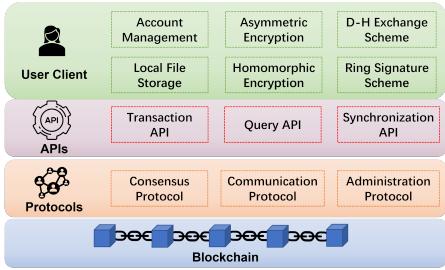 Account
Management
Asymmetric
Encryption
D-H Exchange
Scheme
User Client
Local File
Storage
Homomorphic
Encryption
Ring Signature
Scheme
API
APIs
Transaction
API
Query API
Synchronization
API
Protocols
Consensus
Protocol
Communication
Protocol
Administration
Protocol
Blockchain